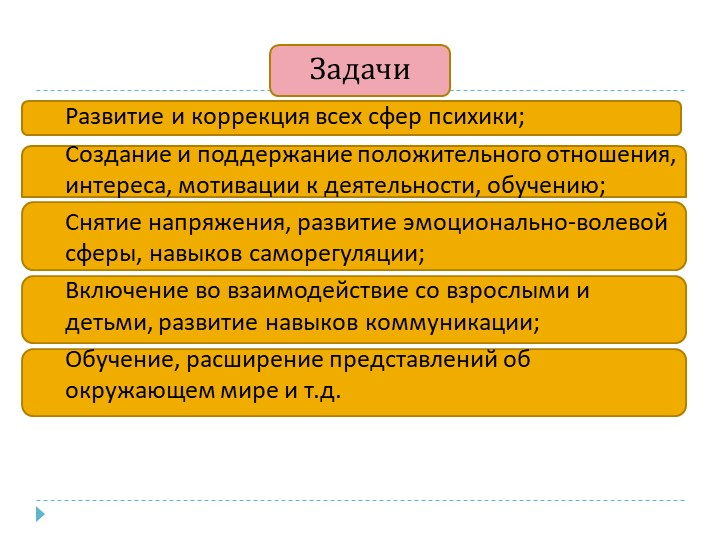 Задачи
Развитие и коррекция всех сфер психики;
Создание и поддержание положительного отношения,
интереса, мотивации к деятельности, обучению;
Снятие напряжения, развитие эмоционально-волевой
сферы, навыков саморегуляции;
Включение во взаимодействие со взрослыми и
детьми, развитие навыков коммуникации;
Обучение, расширение представлений об
окружающем мире и т.д.